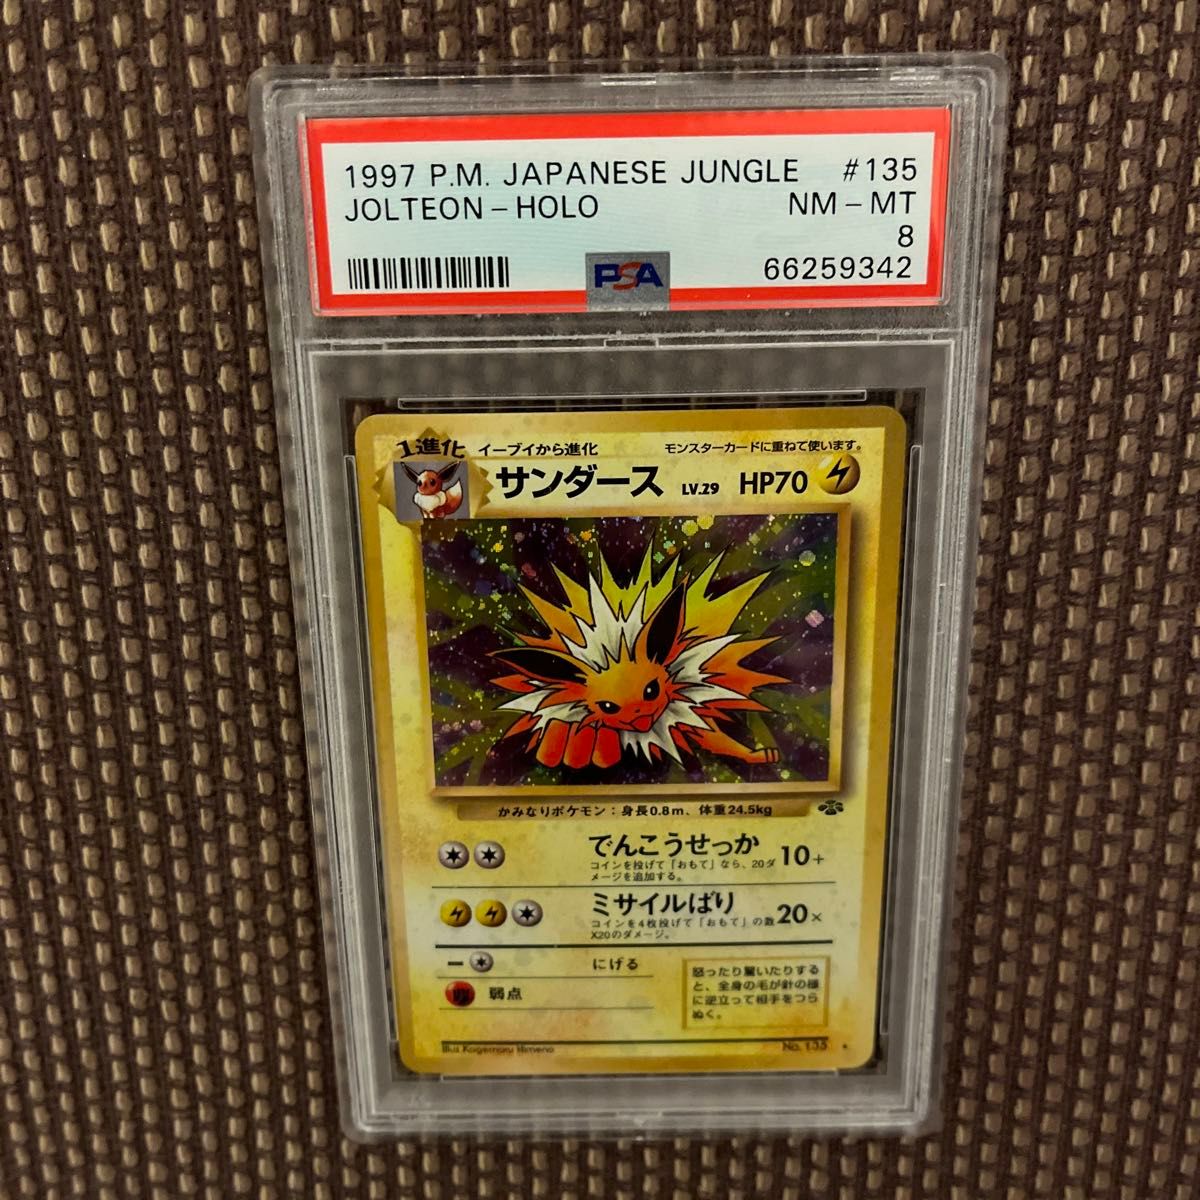 1997 P.M. JAPANESE JUNGLE #135
JOLTEON-HOLO NM-MT
8
PSA 66259342
1進化 イーブイから進化 モンスターカードに重ねて使います。
サンダース LV.29 HP70
かみなりポケモン：身長0.8m、体重24.5kg
でんこうせっか 10+
コインを投げて「おもて」なら、20ダ
メージを追加する。
ミサイルばり 20×
コインを4枚投げて「おもて」の数
X20のダメージ。
にげる
弱点
怒ったり驚いたりする
と、全身の毛が針の様
に逆立って相手をつら
ぬく。
Illus. Kagemaru Himeno No. 135